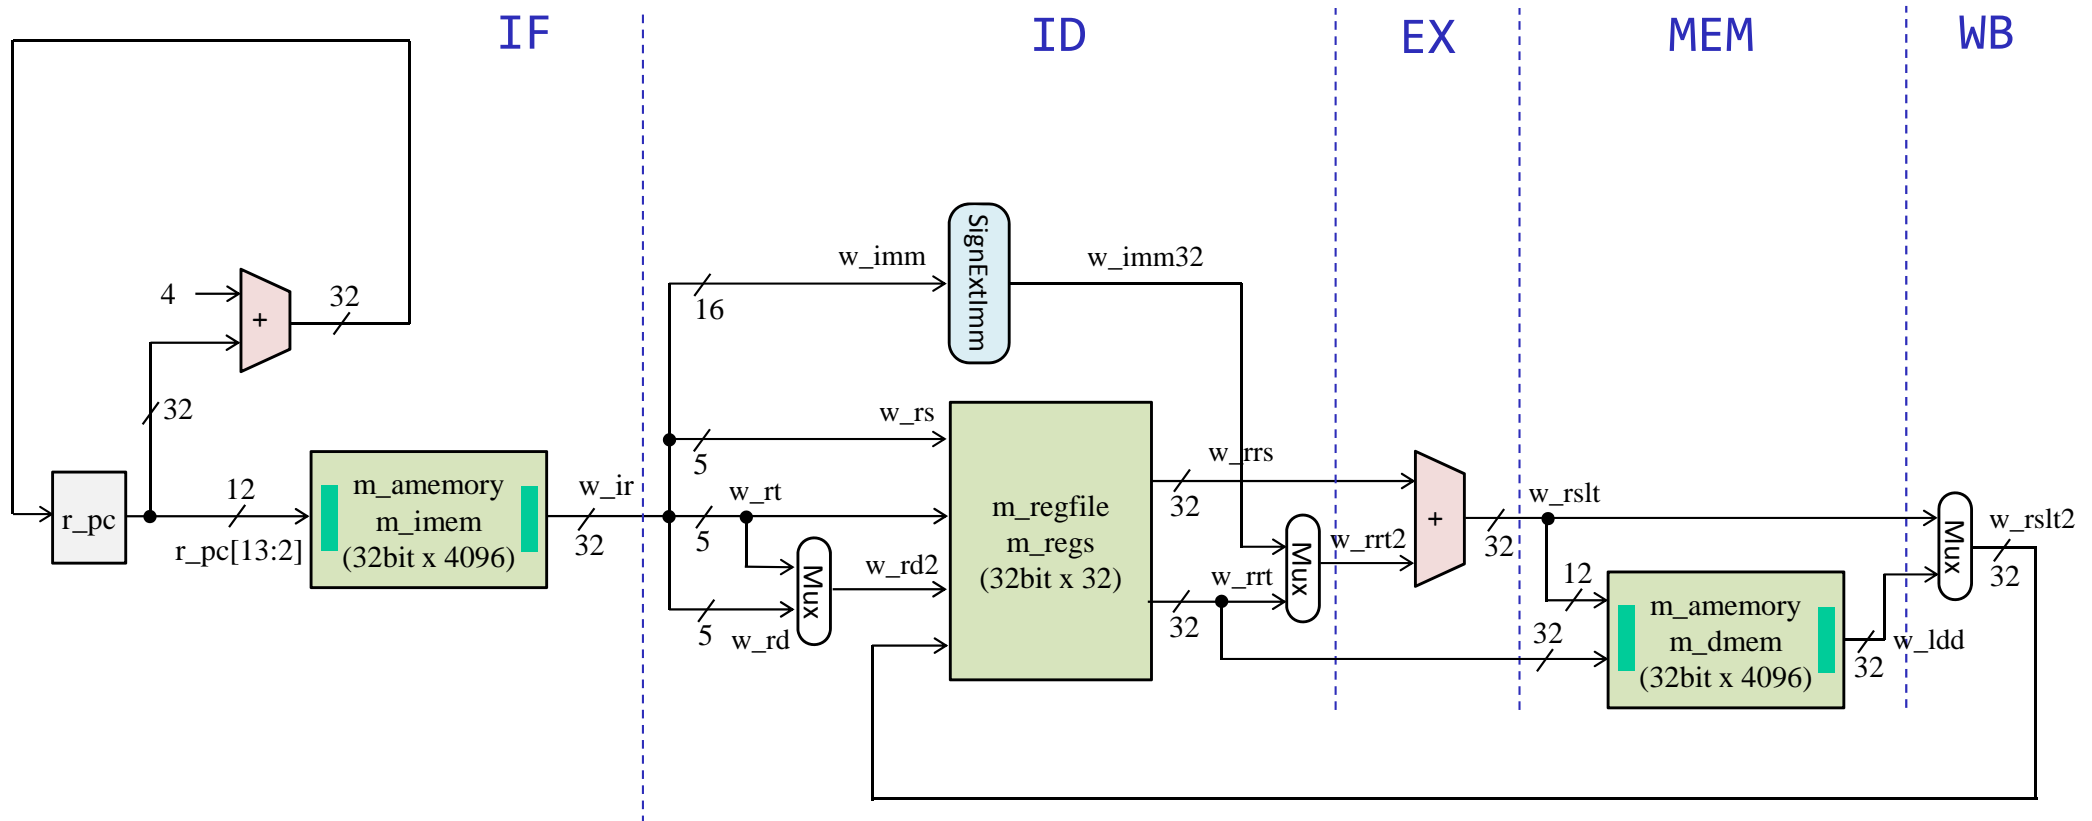 IF
ID
EX
MEM
WB
4
+
32
32
r_pc
12
r_pc[13:2]
m_amemory
m_imem
(32bit x 4096)
w_ir
32
w_imm
16
SignExtImm
w_imm32
w_rs
5
w_rt
5
Mux
w_rd2
5
w_rd
m_regfile
m_regs
(32bit x 32)
w_rrs
32
w_rrt
32
Mux
w_rrt2
+
w_rslt
32
12
32
m_amemory
m_dmem
(32bit x 4096)
32
w_ldd
Mux
w_rslt2
32